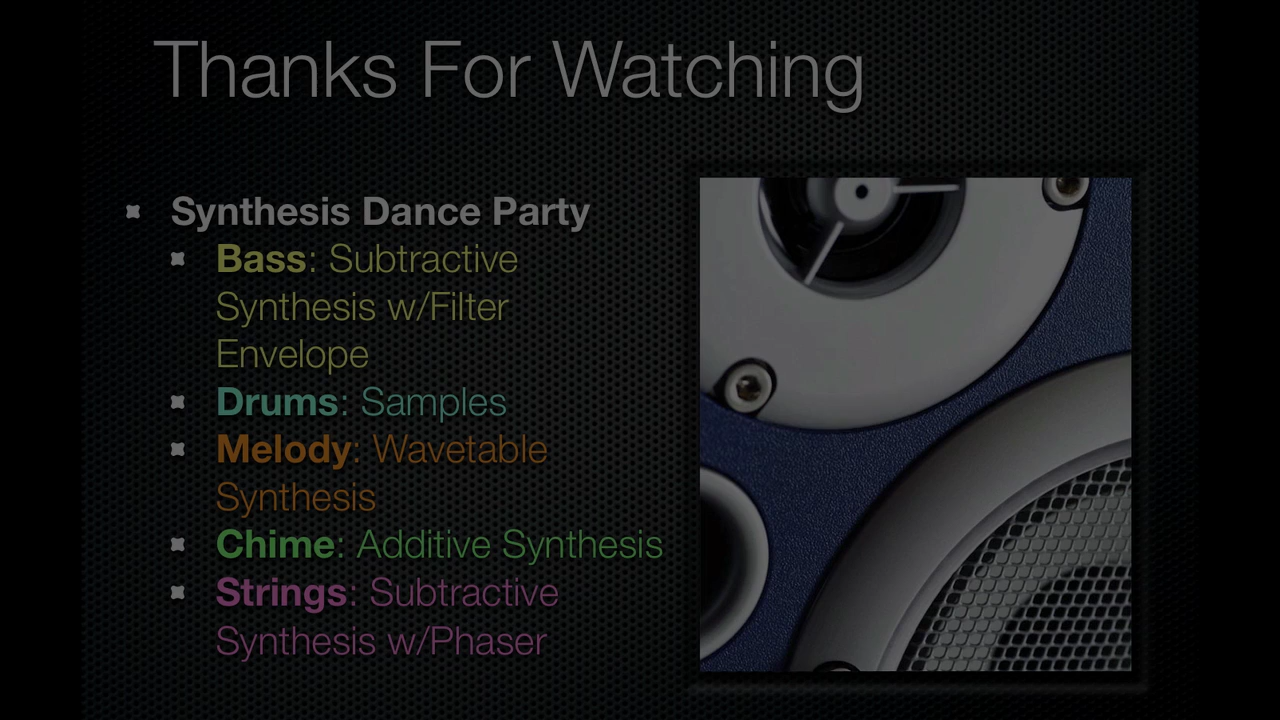 Thanks For Watching
Synthesis Dance Party
Bass: Subtractive
Synthesis w/Filter
Envelope
Drums: Samples
Melody: Wavetable
Synthesis
Chime: Additive Synthesis
Strings: Subtractive
Synthesis w/Phaser